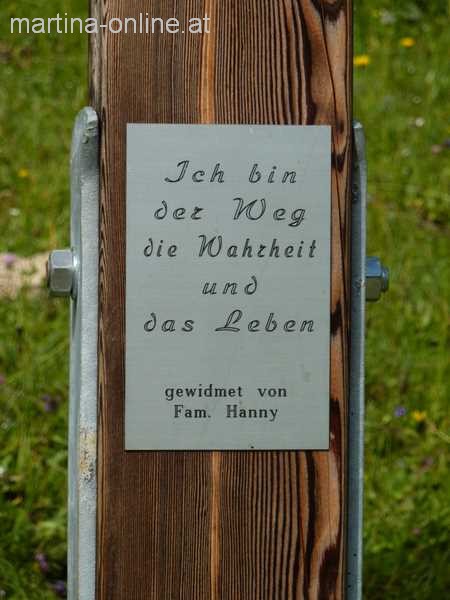 martina-online.at
Ich bin
der Weg
die Wahrheit
und
das Leben
gewidmet von
Fam. Hanny